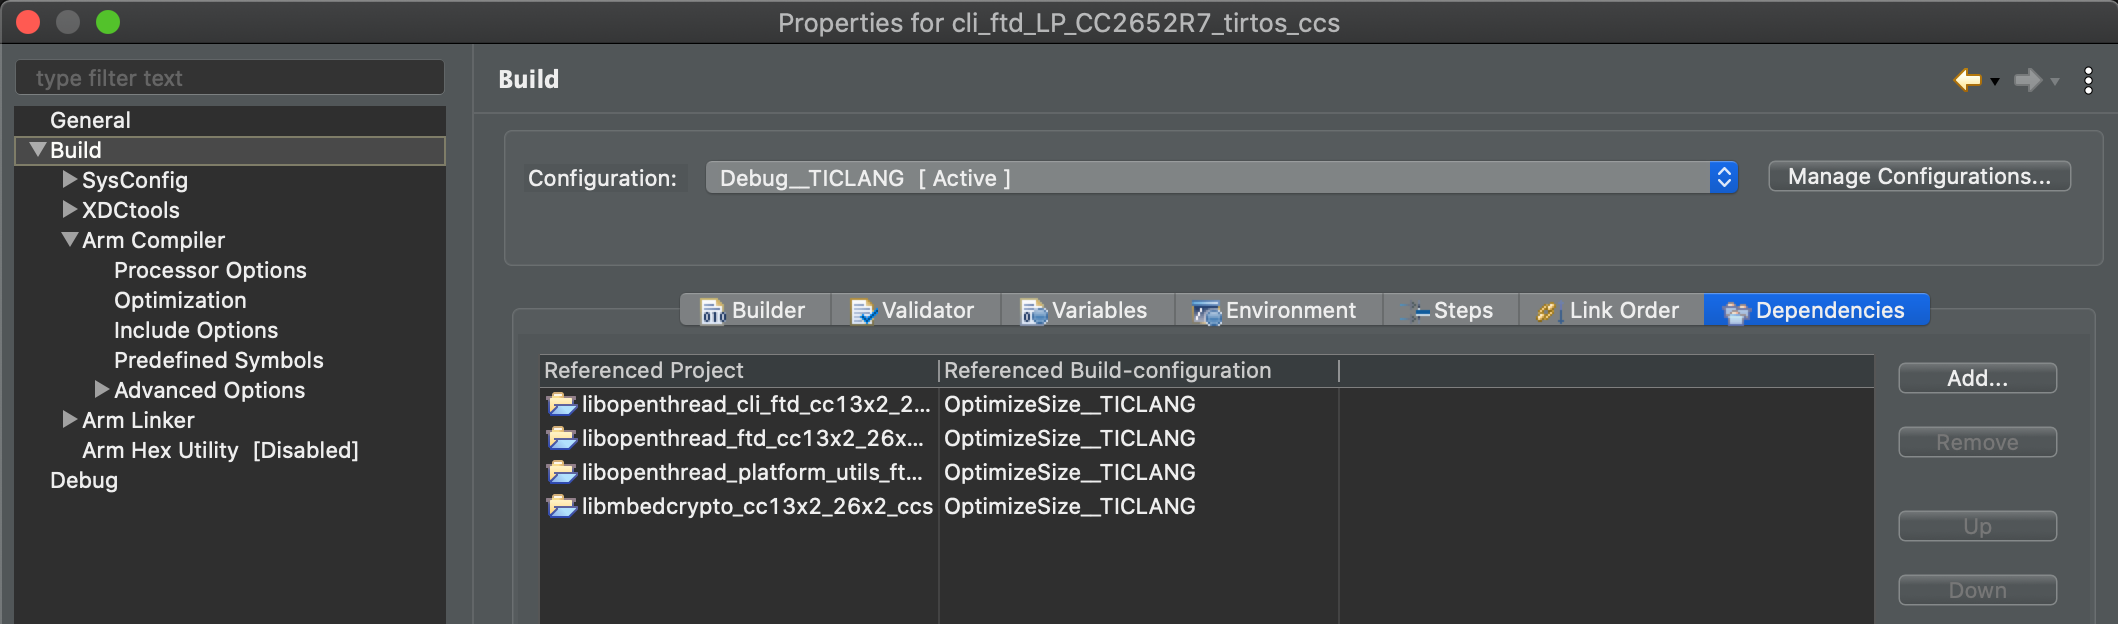 Properties for cli_ftd_LP_CC2652R7_tirtos_ccs
type filter text
General
Build
SysConfig
XDCtools
Arm Compiler
Processor Options
Optimization
Include Options
Predefined Symbols
Advanced Options
Arm Linker
Arm Hex Utility [Disabled]
Debug
Build
Configuration: Debug__TICLANG [ Active ] Manage Configurations...
Builder Validator Variables Environment Steps Link Order Dependencies
Referenced Project Referenced Build-configuration
libopenthread_cli_ftd_cc13x2_2... OptimizeSize__TICLANG
libopenthread_ftd_cc13x2_26x... OptimizeSize__TICLANG
libopenthread_platform_utils_ft... OptimizeSize__TICLANG
libmbedcrypto_cc13x2_26x2_ccs OptimizeSize__TICLANG
Add...
Remove
Up
Down